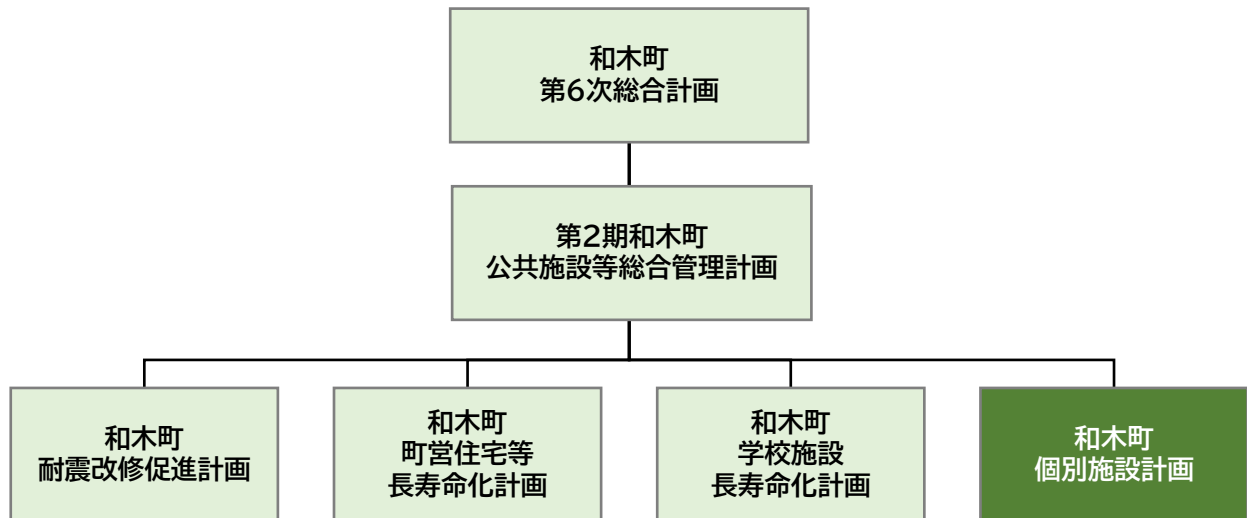 和木町
第6次総合計画
第2期和木町
公共施設等総合管理計画
和木町
耐震改修促進計画
和木町
町営住宅等
長寿命化計画
和木町
学校施設
長寿命化計画
和木町
個別施設計画